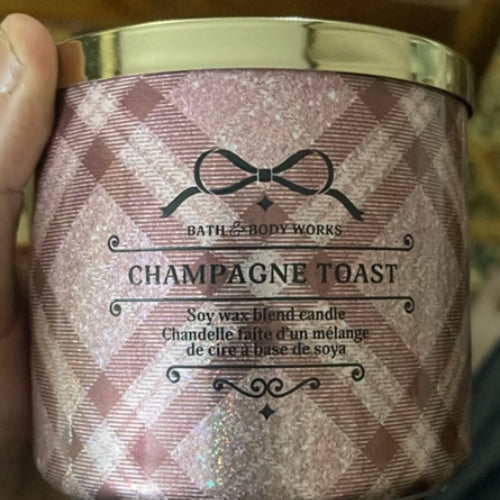 BATH & BODY WORKS
CHAMPAGNE TOAST
Soy wax blend candle
Chandelle faite d'un mélange
de cire à base de soya